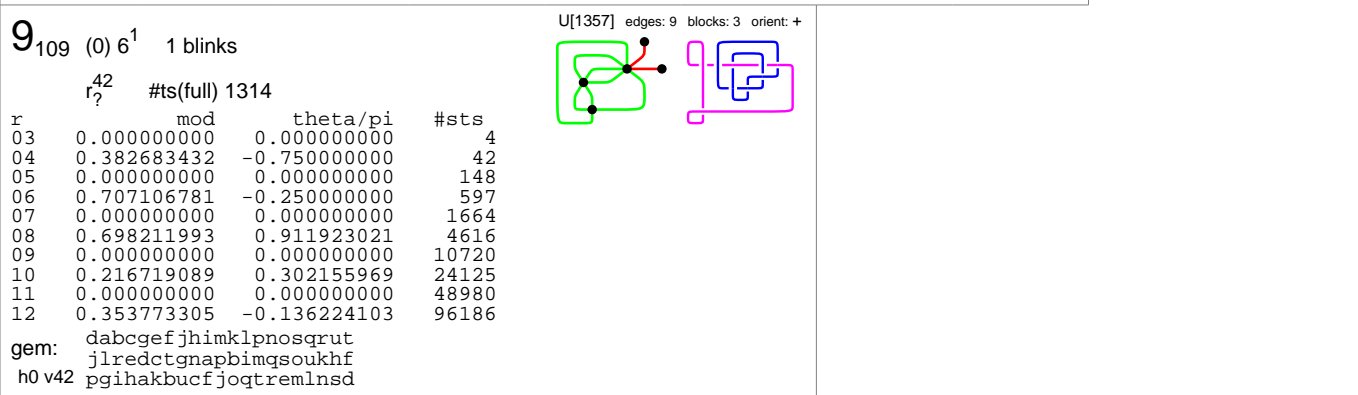 9₁₀₉ (0) 6¹ 1 blinks
U[1357] edges: 9 blocks: 3 orient: +
r?⁴² #ts(full) 1314
r mod theta/pi #sts
03 0.000000000 0.000000000 4
04 0.382683432 -0.750000000 42
05 0.000000000 0.000000000 148
06 0.707106781 -0.250000000 597
07 0.000000000 0.000000000 1664
08 0.698211993 0.911923021 4616
09 0.000000000 0.000000000 10720
10 0.216719089 0.302155969 24125
11 0.000000000 0.000000000 48980
12 0.353773305 -0.136224103 96186
gem: dabcgefjhimklpnosqrut
jlredctgnapbimqsoukhf
h0 v42 pgihakbucfjoqtremlnsd